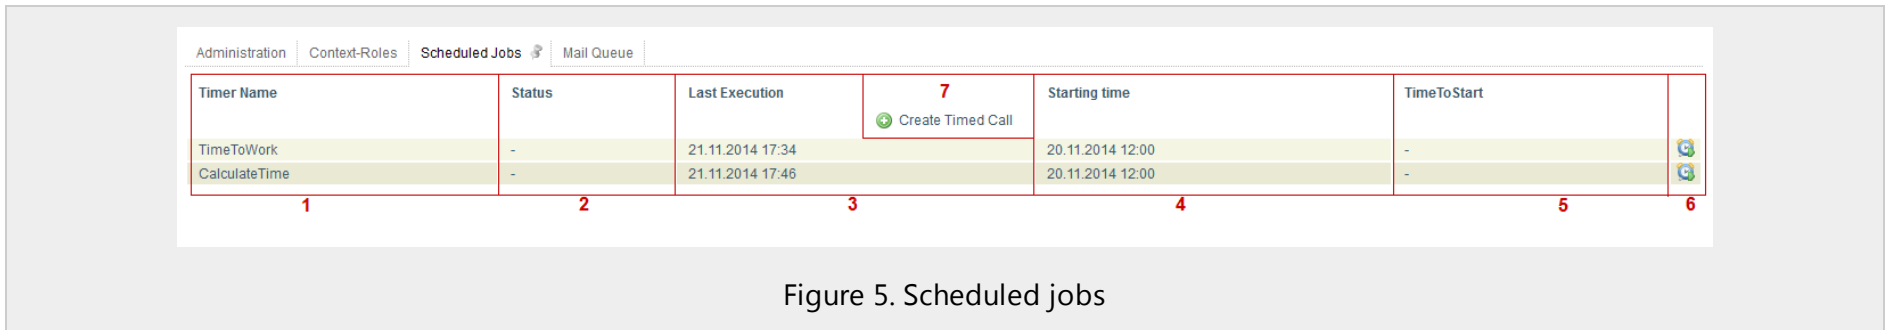 Administration Context-Roles Scheduled Jobs Mail Queue
Timer Name Status Last Execution 7 Starting time TimeToStart
Create Timed Call
TimeToWork - 21.11.2014 17:34 20.11.2014 12:00 -
CalculateTime - 21.11.2014 17:46 20.11.2014 12:00 -
1 2 3 4 5 6
Figure 5. Scheduled jobs